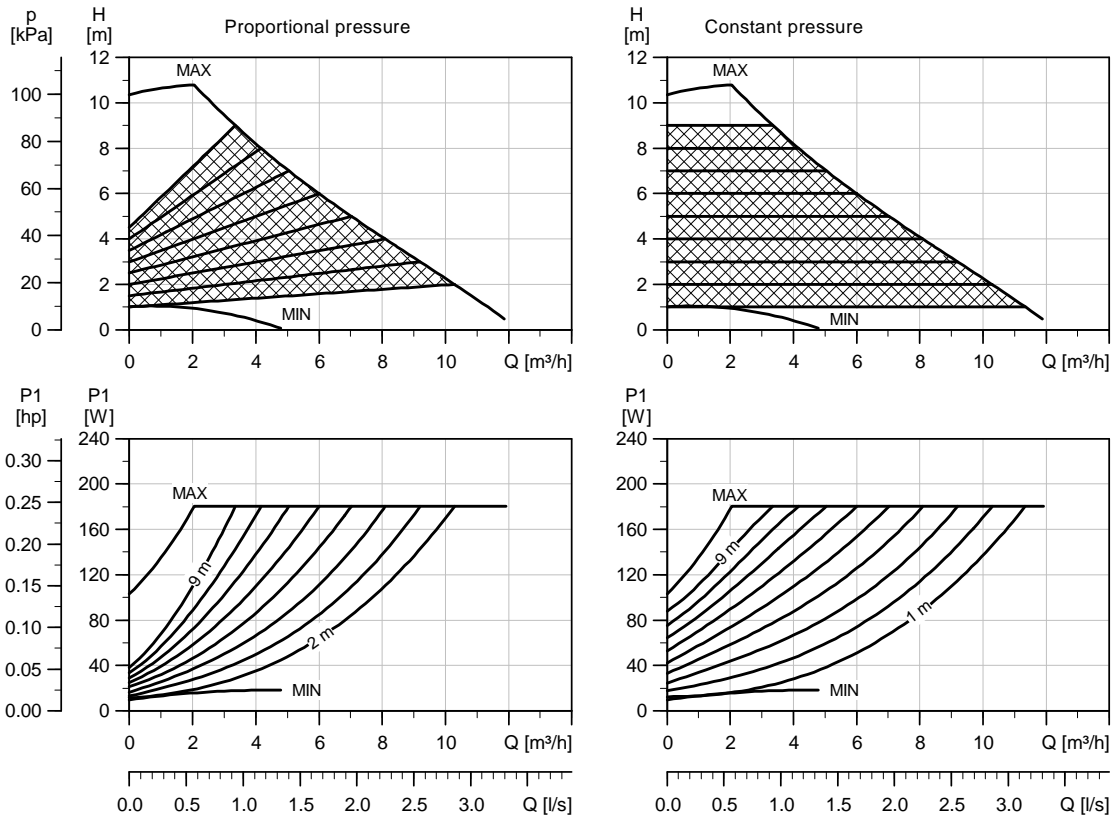 p
[kPa]
H
[m]
Proportional pressure
12
10
8
6
4
2
0
100
80
60
40
20
0
MAX
MIN
0 2 4 6 8 10 Q [m³/h]
H
[m]
Constant pressure
12
10
8
6
4
2
0
MAX
MIN
0 2 4 6 8 10 Q [m³/h]
P1
[hp]
P1
[W]
0.30
0.25
0.20
0.15
0.10
0.05
0.00
240
200
160
120
80
40
0
MAX
9 m
2 m
MIN
0 2 4 6 8 10 Q [m³/h]
0.0 0.5 1.0 1.5 2.0 2.5 3.0 Q [l/s]
P1
[W]
240
200
160
120
80
40
0
MAX
9 m
1 m
MIN
0 2 4 6 8 10 Q [m³/h]
0.0 0.5 1.0 1.5 2.0 2.5 3.0 Q [l/s]